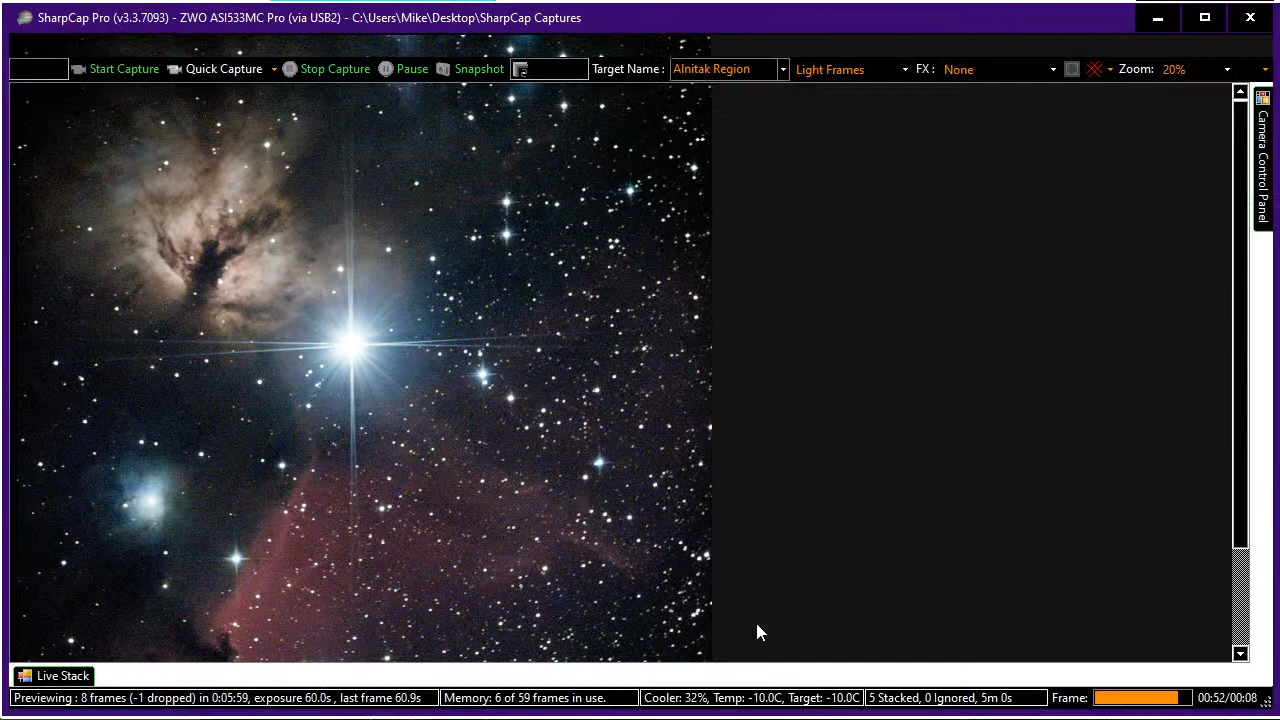 SharpCap Pro (v3.3.7093) - ZWO ASI533MC Pro (via USB2) - C:\Users\Mike\Desktop\SharpCap Captures
Start Capture Quick Capture Stop Capture Pause Snapshot Target Name : Alnitak Region Light Frames FX : None Zoom: 20%
Camera Control Panel
Live Stack
Previewing : 8 frames (-1 dropped) in 0:05:59, exposure 60.0s , last frame 60.9s Memory: 6 of 59 frames in use. Cooler: 32%, Temp: -10.0C, Target: -10.0C 5 Stacked, 0 Ignored, 5m 0s Frame: 00:52/00:08